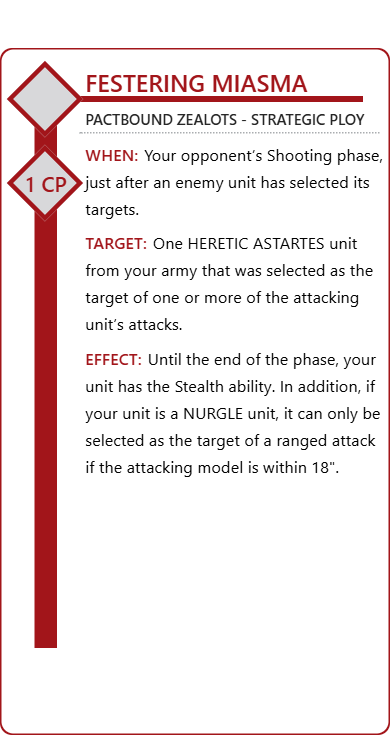 FESTERING MIASMA
PACTBOUND ZEALOTS - STRATEGIC PLOY
1 CP
WHEN: Your opponent's Shooting phase,
just after an enemy unit has selected its
targets.
TARGET: One HERETIC ASTARTES unit
from your army that was selected as the
target of one or more of the attacking
unit's attacks.
EFFECT: Until the end of the phase, your
unit has the Stealth ability. In addition, if
your unit is a NURGLE unit, it can only be
selected as the target of a ranged attack
if the attacking model is within 18".